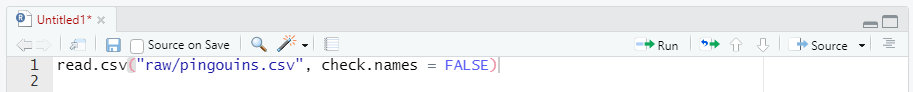 Untitled1*
Source on Save Run Source
1 read.csv("raw/pingouins.csv", check.names = FALSE)
2